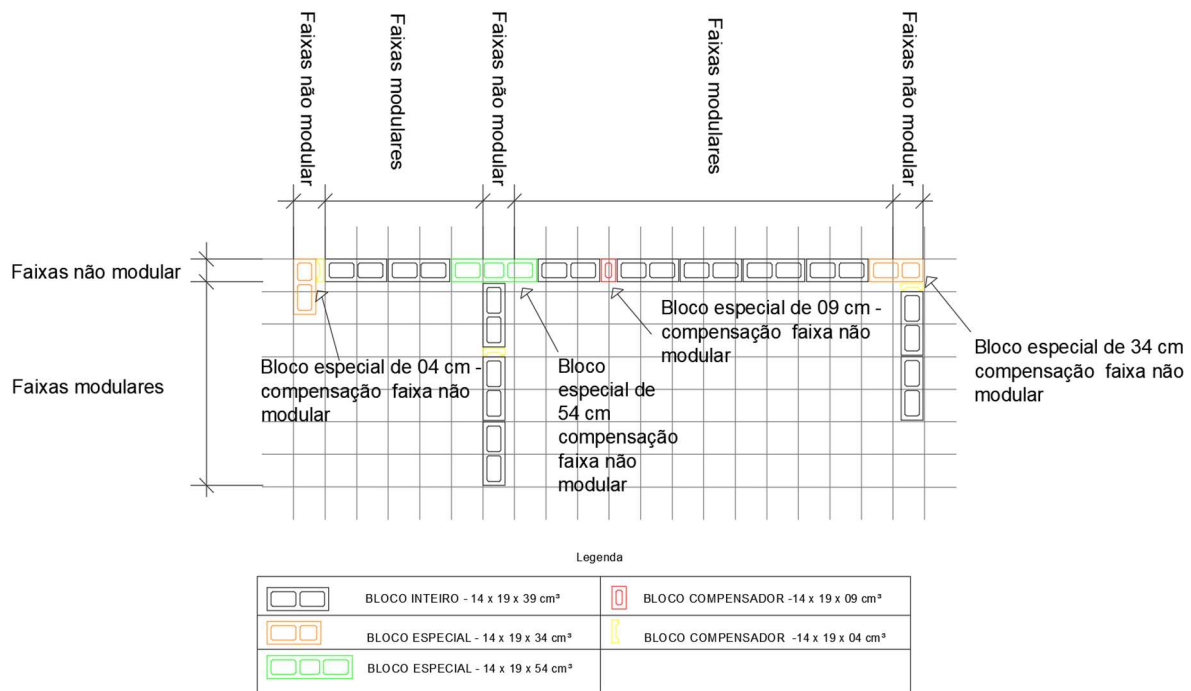 Faixas não modular
Faixas modulares
Faixas não modular
Faixas modulares
Faixas não modular
Faixas não modular
Faixas modulares
Bloco especial de 04 cm -
compensação faixa não
modular
Bloco
especial de
54 cm
compensação
faixa não
modular
Bloco especial de 09 cm -
compensação faixa não
modular
Bloco especial de 34 cm
compensação faixa não
modular
Legenda
BLOCO INTEIRO - 14 x 19 x 39 cm³
BLOCO COMPENSADOR -14 x 19 x 09 cm³
BLOCO ESPECIAL - 14 x 19 x 34 cm³
BLOCO COMPENSADOR -14 x 19 x 04 cm³
BLOCO ESPECIAL - 14 x 19 x 54 cm³